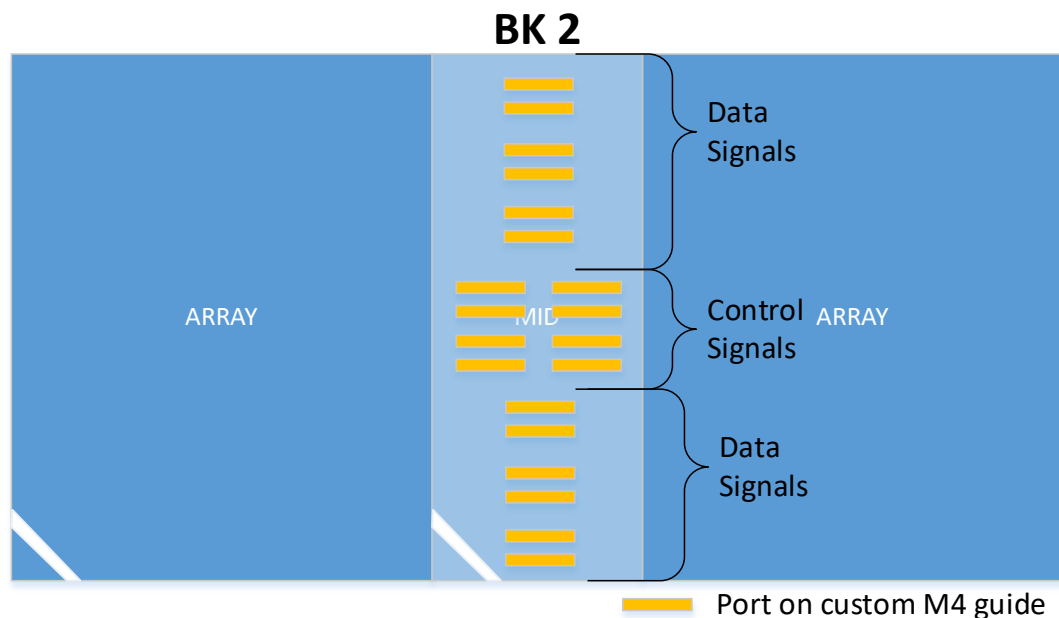 BK 2
Data
Signals
ARRAY
MID
Control
Signals
ARRAY
Data
Signals
Port on custom M4 guide